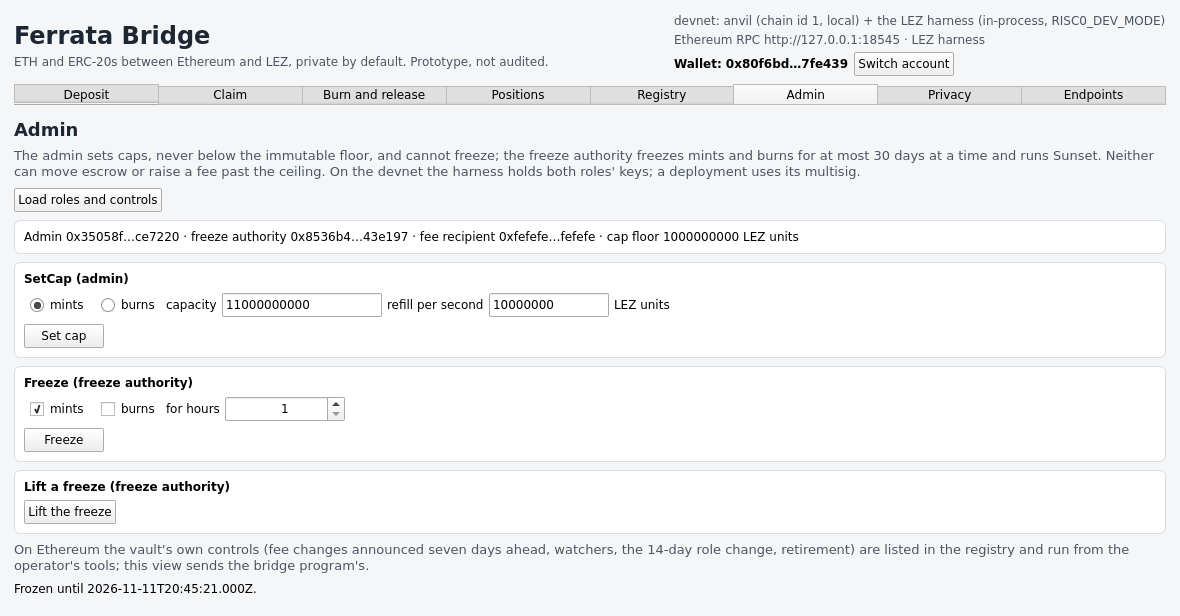 Ferrata Bridge
ETH and ERC-20s between Ethereum and LEZ, private by default. Prototype, not audited.
devnet: anvil (chain id 1, local) + the LEZ harness (in-process, RISC0_DEV_MODE)
Ethereum RPC http://127.0.0.1:18545 · LEZ harness
Wallet: 0x80f6bd…7fe439 Switch account
Deposit Claim Burn and release Positions Registry Admin Privacy Endpoints
Admin
The admin sets caps, never below the immutable floor, and cannot freeze; the freeze authority freezes mints and burns for at most 30 days at a time and runs Sunset. Neither
can move escrow or raise a fee past the ceiling. On the devnet the harness holds both roles' keys; a deployment uses its multisig.
Load roles and controls
Admin 0x35058f…ce7220 · freeze authority 0x8536b4…43e197 · fee recipient 0xfefefe…fefefe · cap floor 1000000000 LEZ units
SetCap (admin)
mints burns capacity 11000000000 refill per second 10000000 LEZ units
Set cap
Freeze (freeze authority)
mints burns for hours 1
Freeze
Lift a freeze (freeze authority)
Lift the freeze
On Ethereum the vault's own controls (fee changes announced seven days ahead, watchers, the 14-day role change, retirement) are listed in the registry and run from the
operator's tools; this view sends the bridge program's.
Frozen until 2026-11-11T20:45:21.000Z.